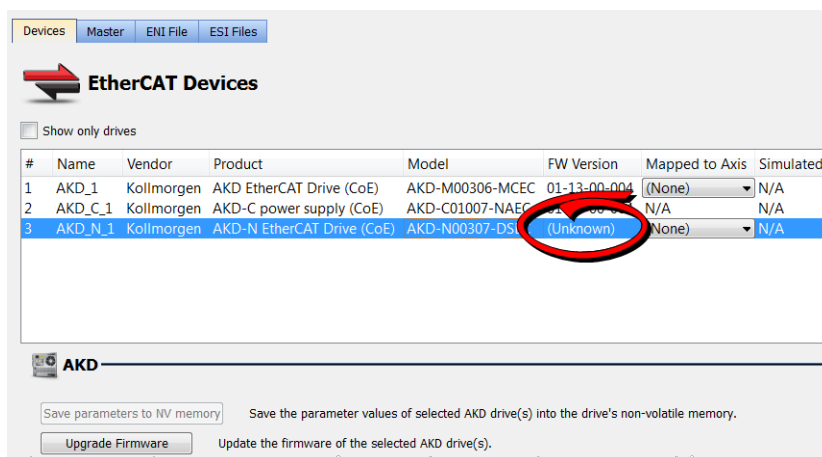 Devices Master ENI File ESI Files
EtherCAT Devices
Show only drives
# Name Vendor Product Model FW Version Mapped to Axis Simulated
1 AKD_1 Kollmorgen AKD EtherCAT Drive (CoE) AKD-M00306-MCEC 01-13-00-004 (None) N/A
2 AKD_C_1 Kollmorgen AKD-C power supply (CoE) AKD-C01007-NAEC N/A N/A
3 AKD_N_1 Kollmorgen AKD-N EtherCAT Drive (CoE) (Unknown) (None) N/A
AKD
Save parameters to NV memory Save the parameter values of selected AKD drive(s) into the drive's non-volatile memory.
Upgrade Firmware Update the firmware of the selected AKD drive(s).